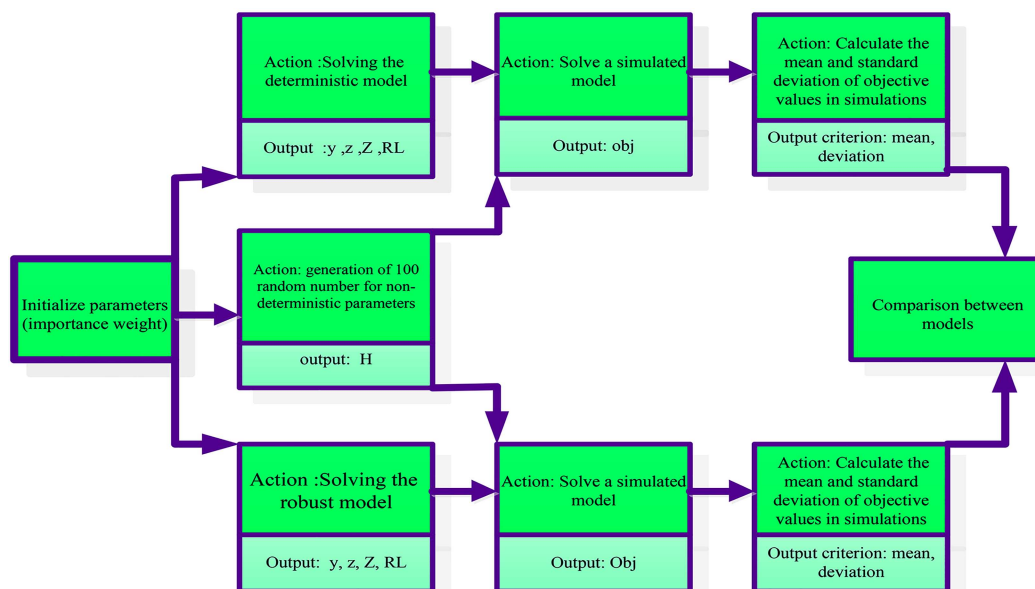 Action :Solving the
deterministic model
Output :y ,z ,Z ,RL
Action: Solve a simulated
model
Output: obj
Action: Calculate the
mean and standard
deviation of objective
values in simulations
Output criterion: mean,
deviation
Initialize parameters
(importance weight)
Action: generation of 100
random number for non-
deterministic parameters
output: H
Comparison between
models
Action :Solving the
robust model
Output: y, z, Z, RL
Action: Solve a simulated
model
Output: Obj
Action: Calculate the
mean and standard
deviation of objective
values in simulations
Output criterion: mean,
deviation